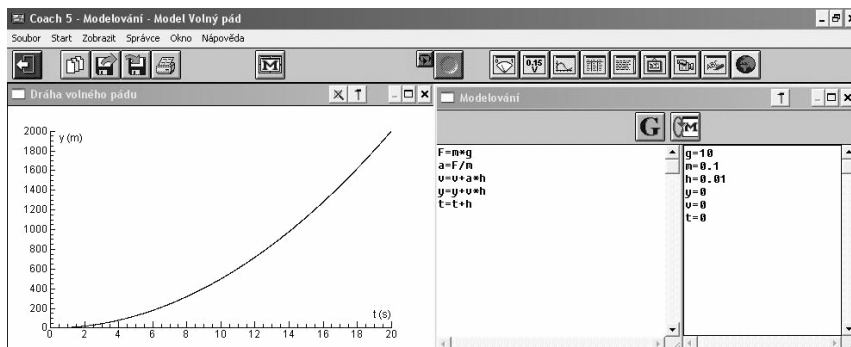 Coach 5 - Modelování - Model Volný pád
Soubor Start Zobrazit Správce Okno Nápověda
M
0,15
V
Dráha volného pádu
y (m)
2000
1800
1600
1400
1200
1000
800
600
400
200
0
0 2 4 6 8 10 12 14 16 18 20
t (s)
Modelování
G
M
F=m*g
a=F/m
v=v+a*h
y=y+v*h
t=t+h
g=10
m=0.1
h=0.01
y=0
v=0
t=0